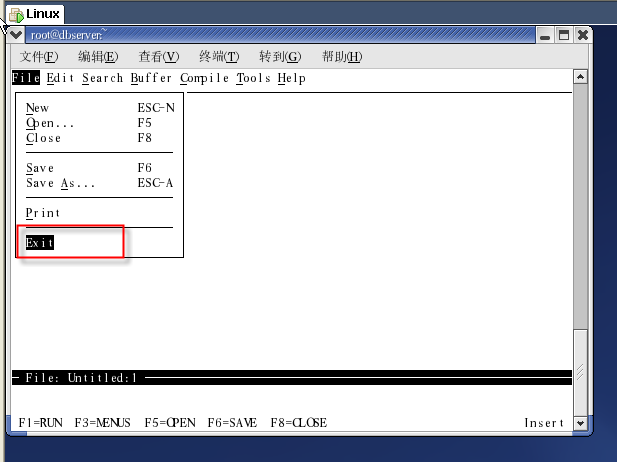 Linux
root@dbserver:~
文件(F) 编辑(E) 查看(V) 终端(T) 转到(G) 帮助(H)
File Edit Search Buffer Compile Tools Help
New ESC-N
Open... F5
Close F8
Save F6
Save As... ESC-A
Print
Exit
File: Untitled:1
F1=RUN F3=MENUS F5=OPEN F6=SAVE F8=CLOSE Insert